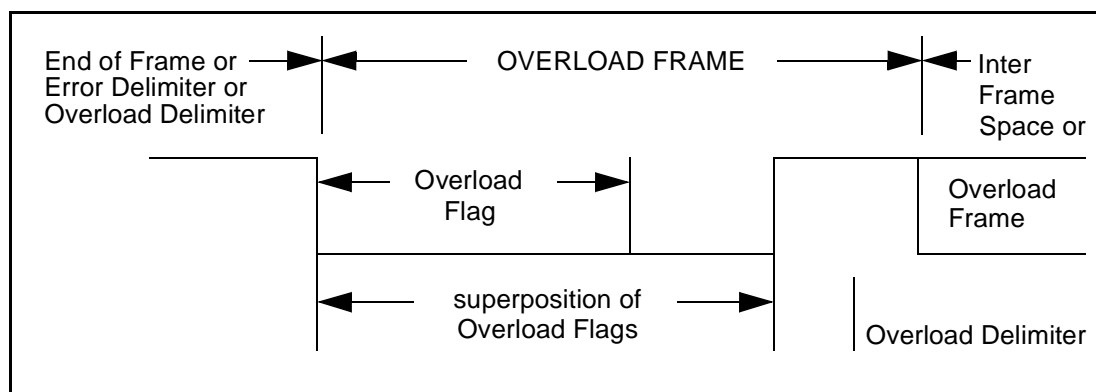 End of Frame or
Error Delimiter or
Overload Delimiter
OVERLOAD FRAME
Inter
Frame
Space or
Overload
Frame
Overload
Flag
superposition of
Overload Flags
Overload Delimiter